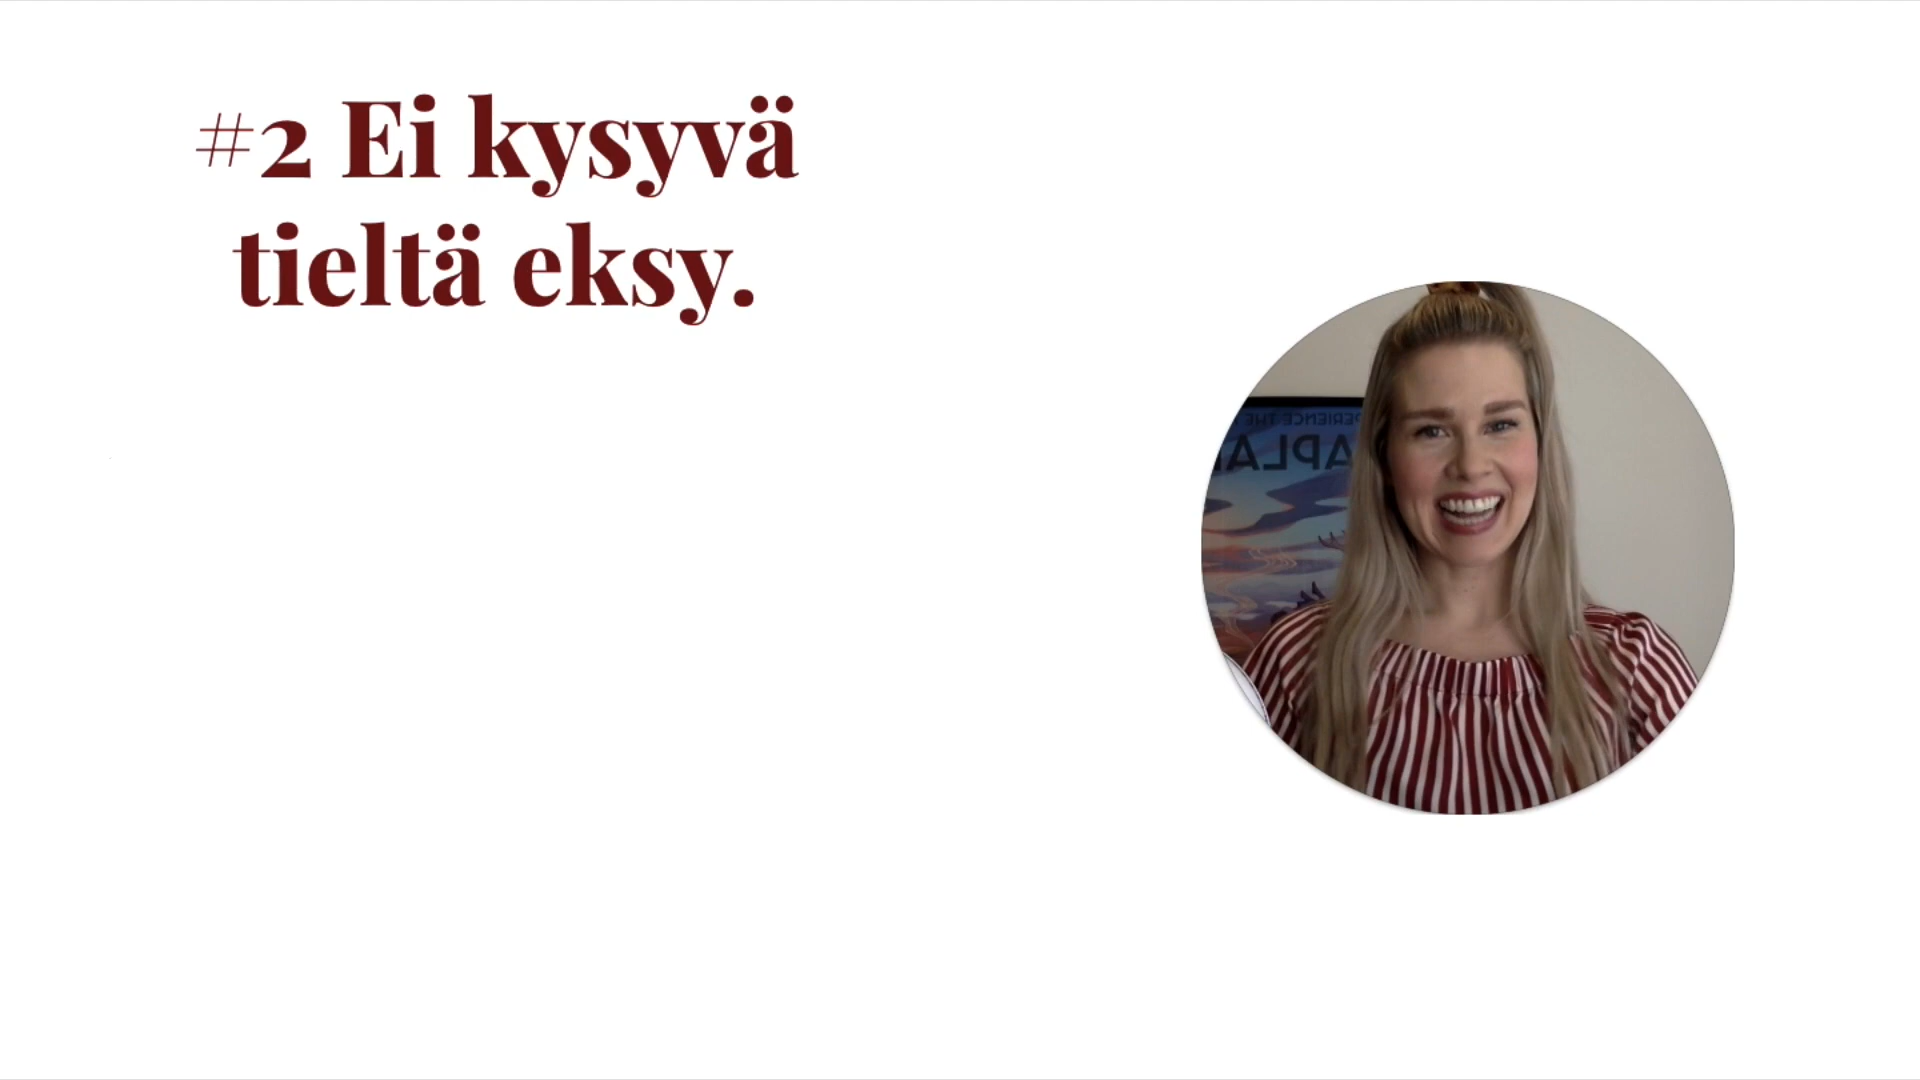 #2 Ei kysyvä
tieltä eksy.